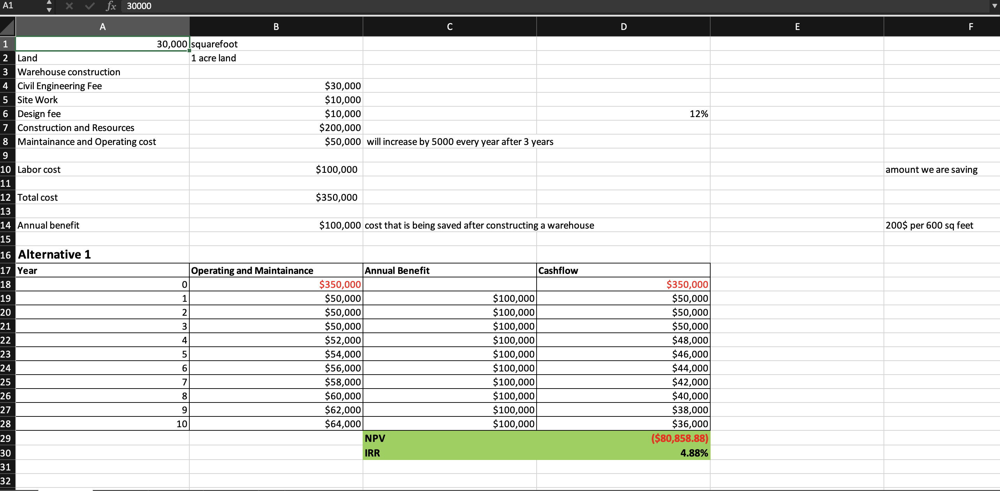 A1 fx 30000
A B C D E F
1 30,000 squarefoot
2 Land 1 acre land
3 Warehouse construction
4 Civil Engineering Fee $30,000
5 Site Work $10,000
6 Design fee $10,000 12%
7 Construction and Resources $200,000
8 Maintainance and Operating cost $50,000 will increase by 5000 every year after 3 years
9
10 Labor cost $100,000 amount we are saving
11
12 Total cost $350,000
13
14 Annual benefit $100,000 cost that is being saved after constructing a warehouse 200$ per 600 sq feet
15
16 Alternative 1
17 Year Operating and Maintainance Annual Benefit Cashflow
18 0 $350,000 $350,000
19 1 $50,000 $100,000 $50,000
20 2 $50,000 $100,000 $50,000
21 3 $50,000 $100,000 $50,000
22 4 $52,000 $100,000 $48,000
23 5 $54,000 $100,000 $46,000
24 6 $56,000 $100,000 $44,000
25 7 $58,000 $100,000 $42,000
26 8 $60,000 $100,000 $40,000
27 9 $62,000 $100,000 $38,000
28 10 $64,000 $100,000 $36,000
29 NPV ($80,858.88)
30 IRR 4.88%
31
32